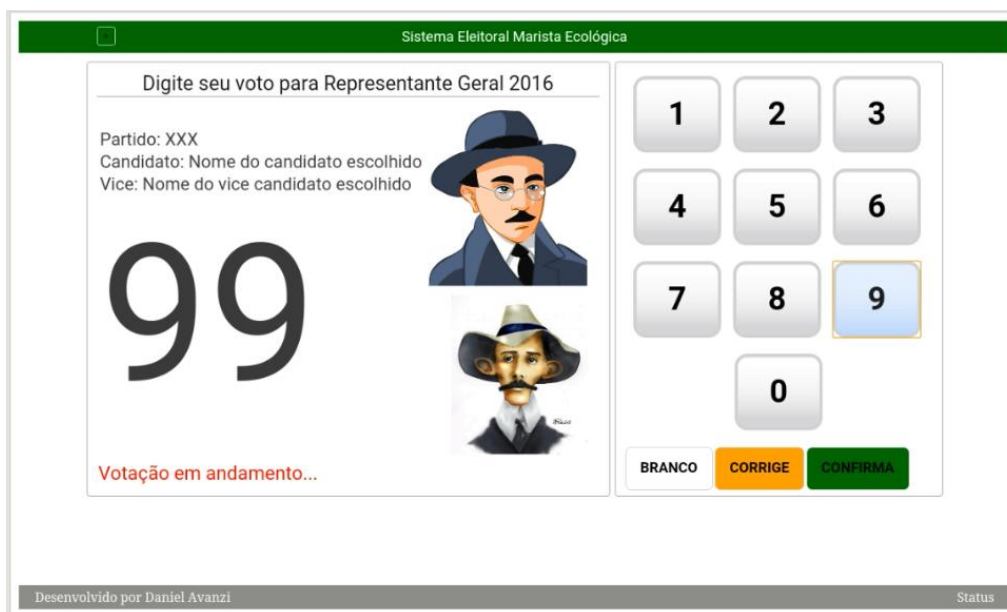 Sistema Eleitoral Marista Ecológica
Digite seu voto para Representante Geral 2016
Partido: XXX
Candidato: Nome do candidato escolhido
Vice: Nome do vice candidato escolhido
99
Votação em andamento...
1 2 3
4 5 6
7 8 9
0
BRANCO CORRIGE CONFIRMA
Desenvolvido por Daniel Avanzi Status